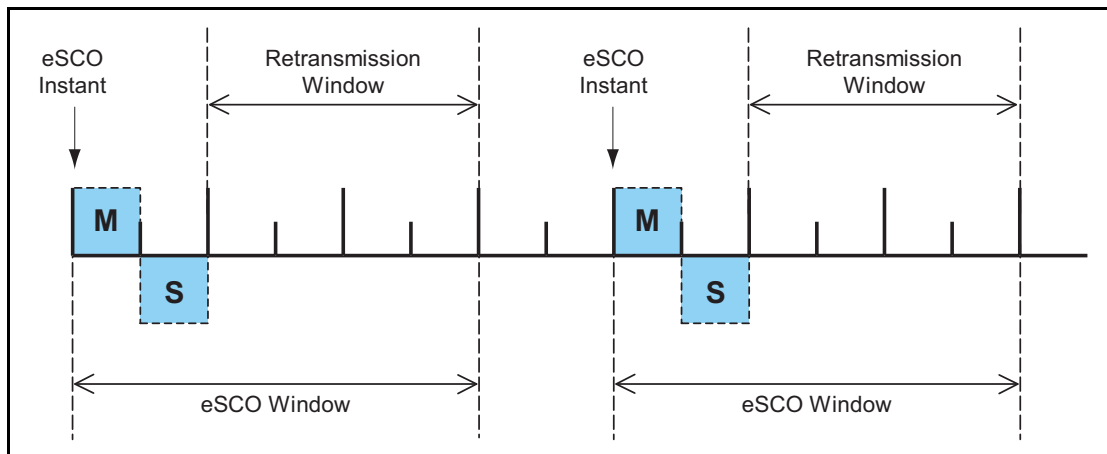 eSCO
Instant
Retransmission
Window
eSCO
Instant
Retransmission
Window
M
S
M
S
eSCO Window
eSCO Window